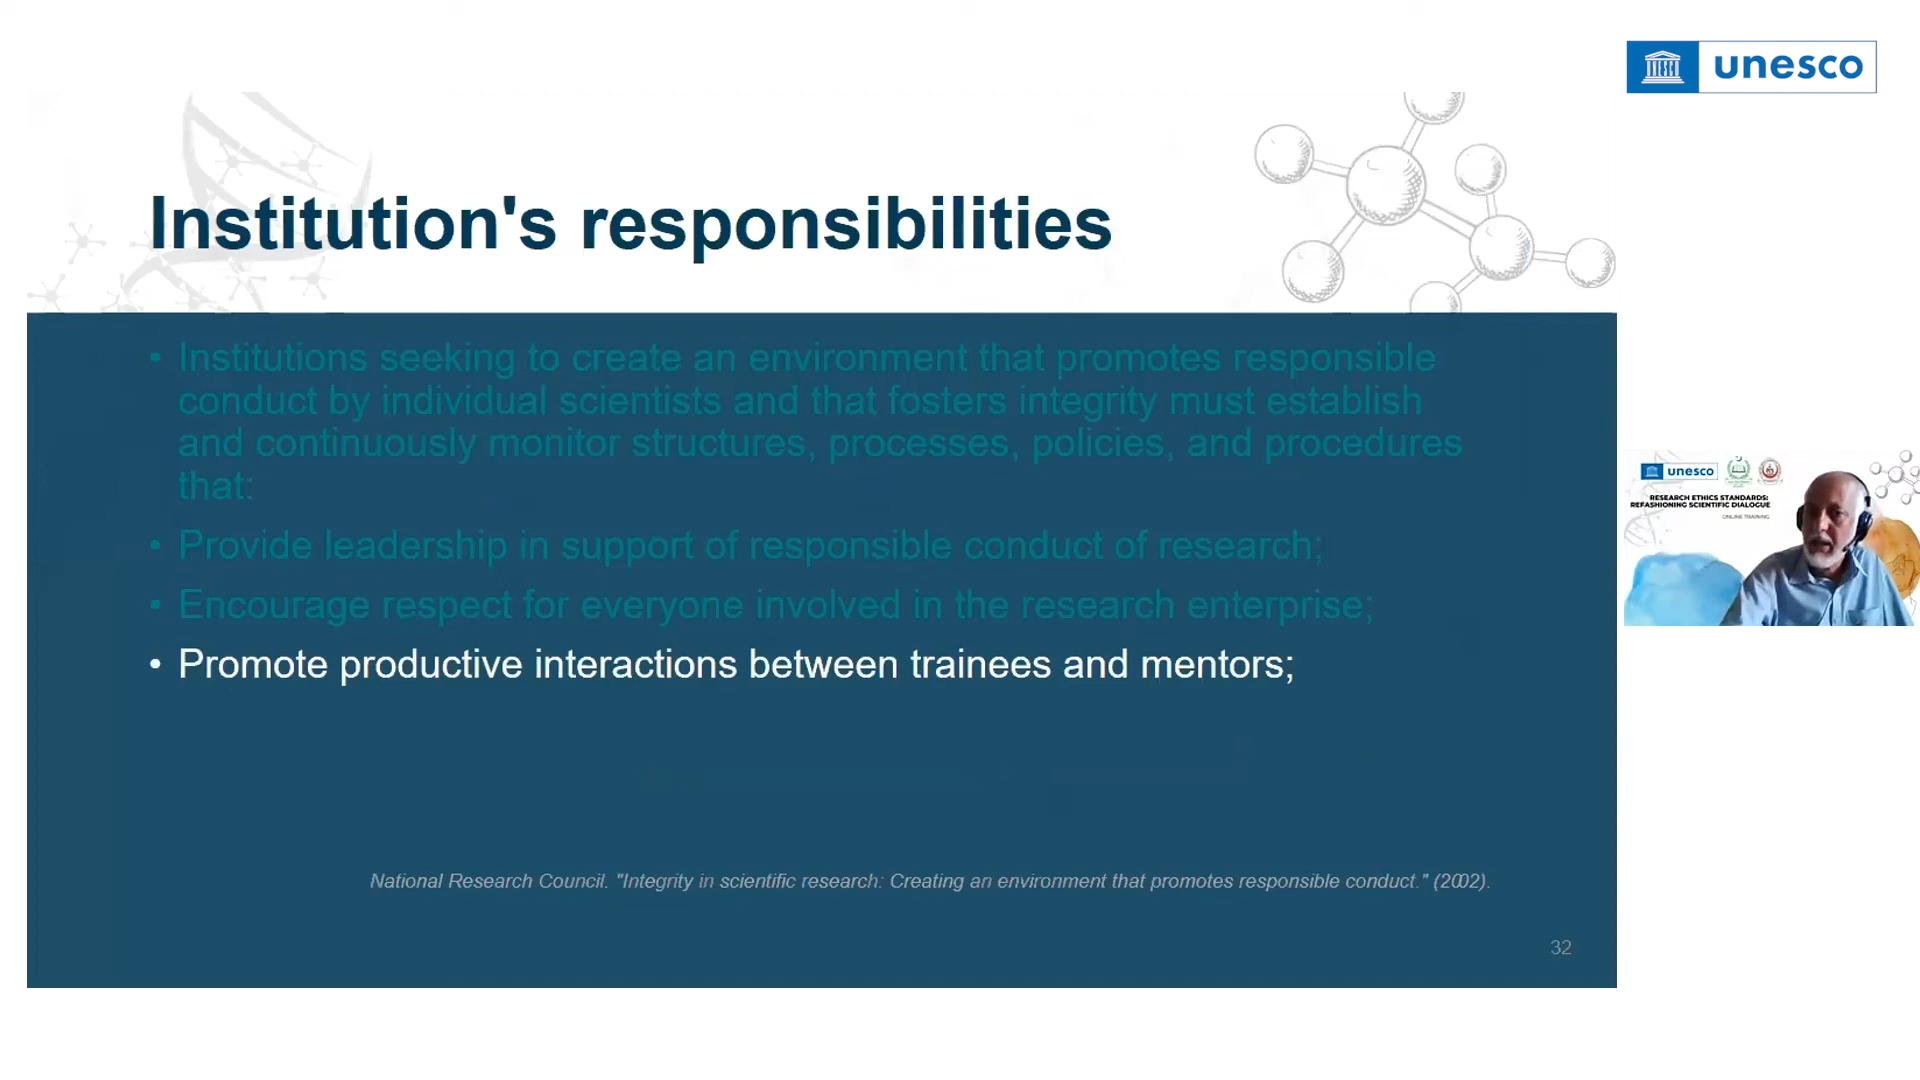 UNESCO
unesco
Institution's responsibilities
• Institutions seeking to create an environment that promotes responsible
conduct by individual scientists and that fosters integrity must establish
and continuously monitor structures, processes, policies, and procedures
that:
• Provide leadership in support of responsible conduct of research;
• Encourage respect for everyone involved in the research enterprise;
• Promote productive interactions between trainees and mentors;
National Research Council. "Integrity in scientific research: Creating an environment that promotes responsible conduct." (2002).
32
unesco
RESEARCH ETHICS STANDARDS:
REFASHIONING SCIENTIFIC DIALOGUE
ONLINE TRAINING